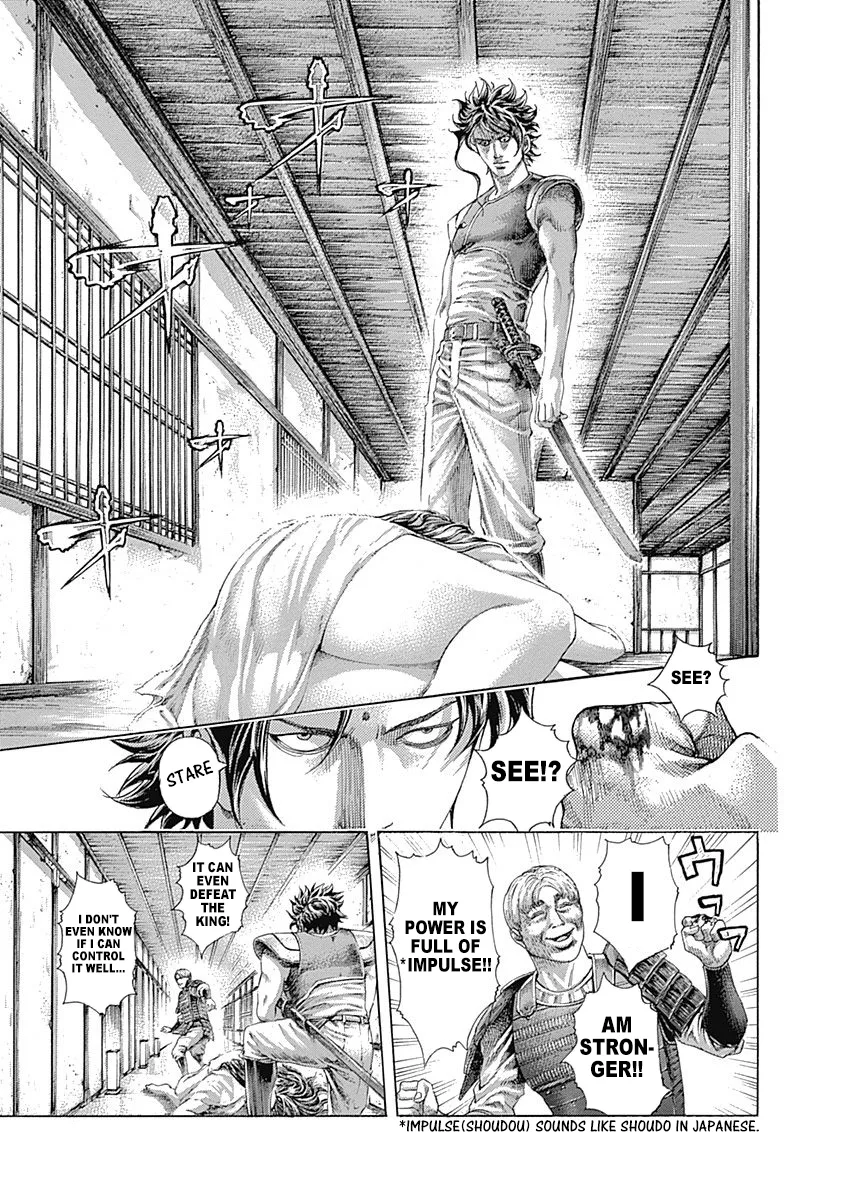 SEE?
SEE!?
STARE
I
AM
STRON-
GER!!
MY
POWER IS
FULL OF
*IMPULSE!!
IT CAN
EVEN
DEFEAT
THE
KING!
I DON'T
EVEN KNOW
IF I CAN
CONTROL
IT WELL...
*IMPULSE(SHOUDOU) SOUNDS LIKE SHOUDO IN JAPANESE.